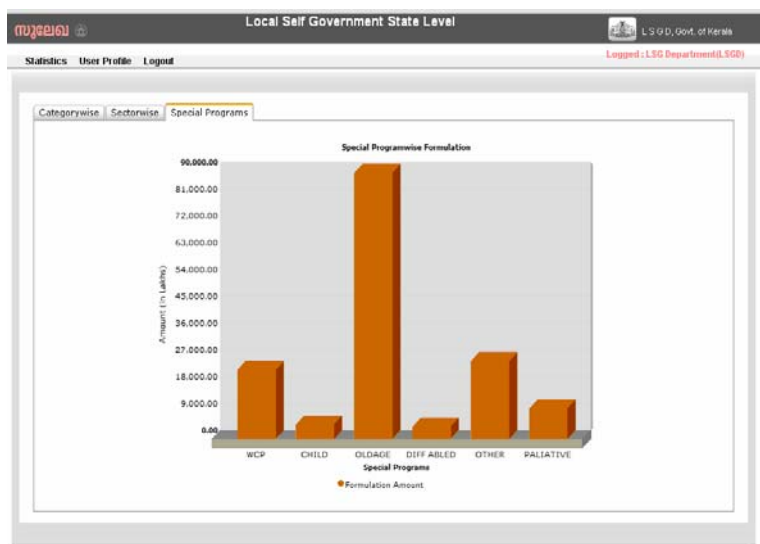 സുലേഖ
Local Self Government State Level
L S G D, Govt. of Kerala
Statistics User Profile Logout
Logged : LSG Department(LSGD)
Categorywise Sectorwise Special Programs
Special Programwise Formulation
90,000.00
81,000.00
72,000.00
63,000.00
54,000.00
45,000.00
36,000.00
27,000.00
18,000.00
9,000.00
0.00
Amount (In Lakhs)
WCP CHILD OLDAGE DIFF ABLED OTHER PALIATIVE
Special Programs
Formulation Amount